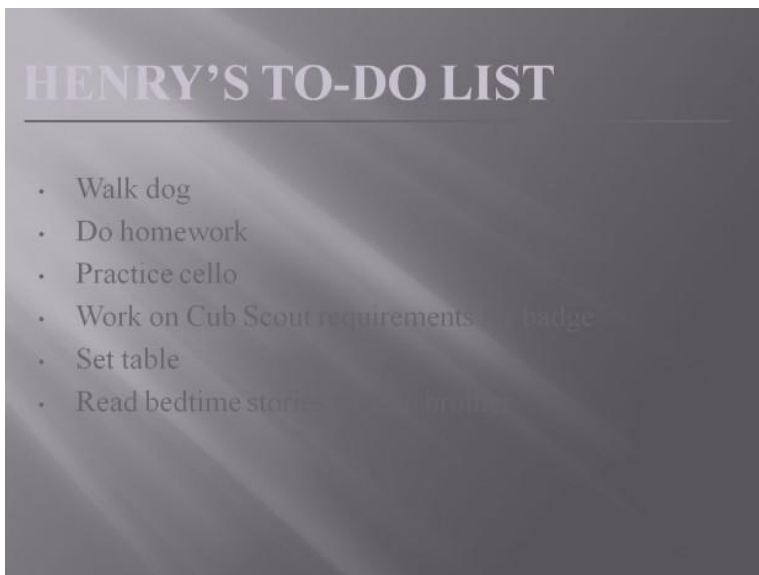 HENRY’S TO-DO LIST
• Walk dog
• Do homework
• Practice cello
• Work on Cub Scout requirements badge
• Set table
• Read bedtime stories